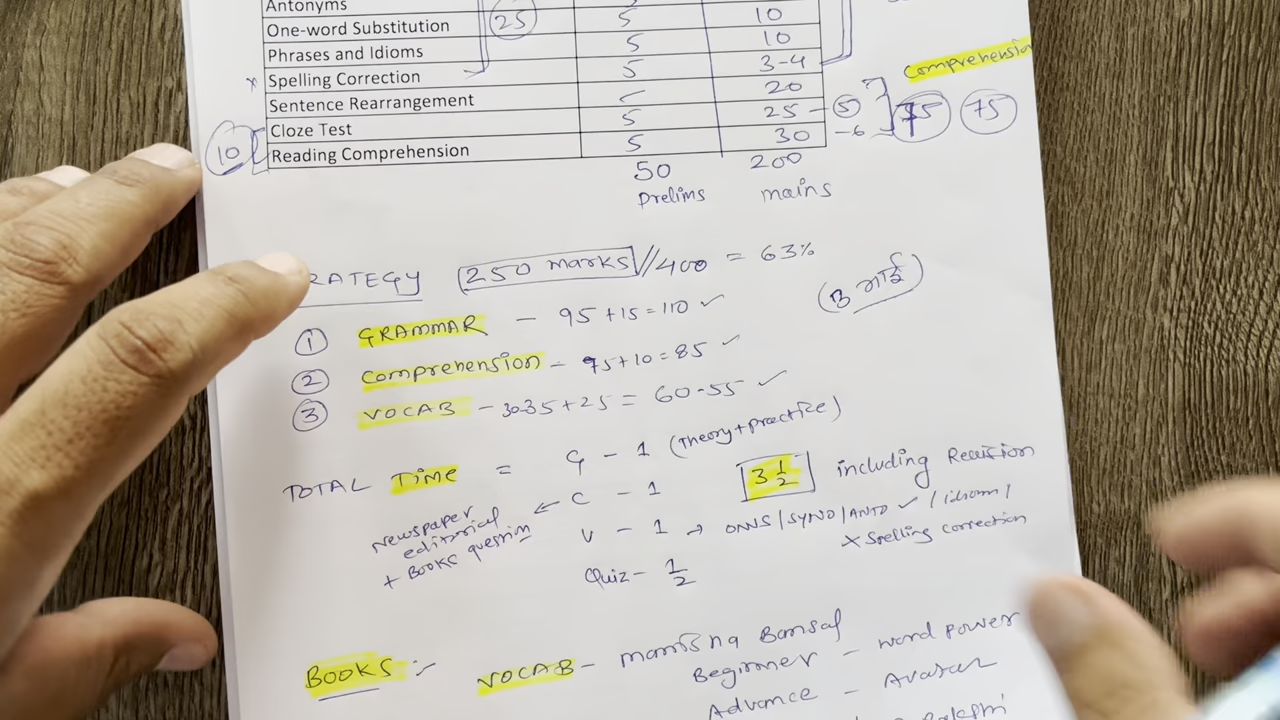 Antonyms
One-word Substitution 5 10
25
Phrases and Idioms 5 10
x Spelling Correction 5 3-4
Comprehension
Sentence Rearrangement 20
Cloze Test 5 25 - 5
75 75
10
Reading Comprehension 5 30 - 6
50 200
Prelims mains
RATEGY 250 marks//400 = 63%
1 GRAMMAR - 95 +15 = 110 ✓
2 Comprehension - 75+10 = 85 ✓
3 VOCAB - 30-35+25 = 60-55 ✓
TOTAL TIME = G - 1 (Theory+practice)
3 1/2 including Revision
Newspaper editorial + Books question ← C - 1
V - 1 → OWS/SYNO/ANTO ✓ / idiom /
x Spelling correction
Quiz - 1/2
BOOKS :- VOCAB - Bansal
Beginner - word power
Advance -